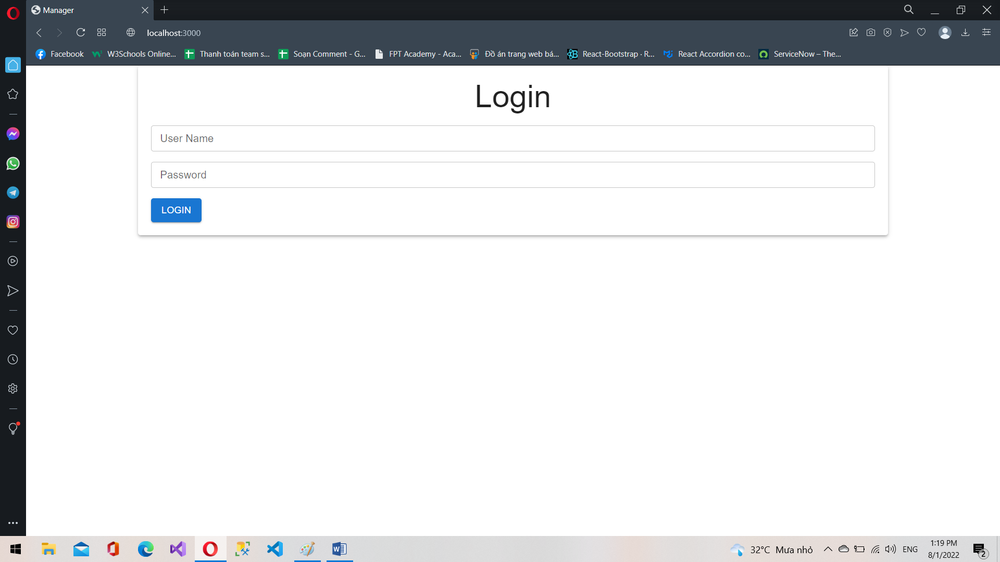 Manager
localhost:3000
Facebook W3Schools Online... Thanh toán team s... Soạn Comment - G... FPT Academy - Aca... Đồ án trang web bá... React-Bootstrap · R... React Accordion co... ServiceNow – The...
Login
User Name
Password
LOGIN
32°C Mưa nhỏ ENG 1:19 PM
8/1/2022
2